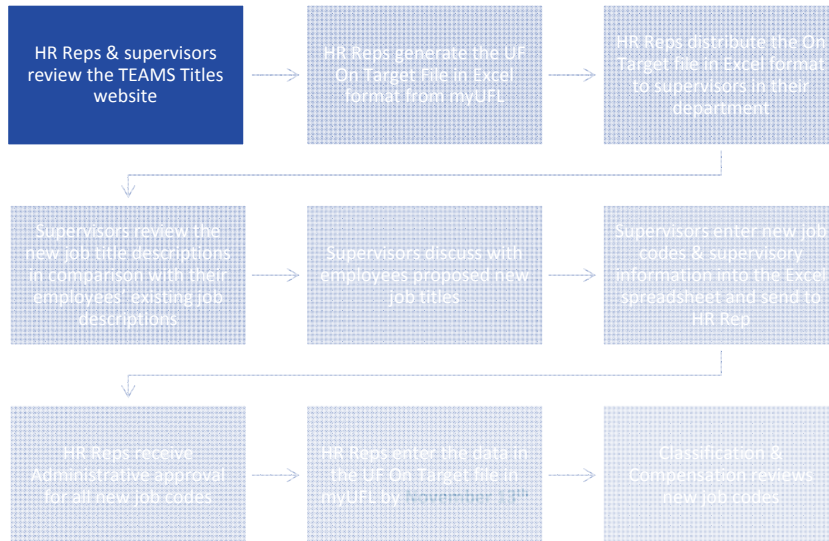 HR Reps & supervisors
review the TEAMS Titles
website
HR Reps generate the UF
On Target File in Excel
format from myUFL
HR Reps distribute the On
Target file in Excel format
to supervisors in their
department
Supervisors review the
new job title descriptions
in comparison with their
employees' existing job
descriptions
Supervisors discuss with
employees proposed new
job titles
Supervisors enter new job
codes & supervisory
information into the Excel
spreadsheet and send to
HR Rep
HR Reps receive
Administrative approval
for all new job codes
HR Reps enter the data in
the UF On Target file in
myUFL by November 13th
Classification &
Compensation reviews
new job codes